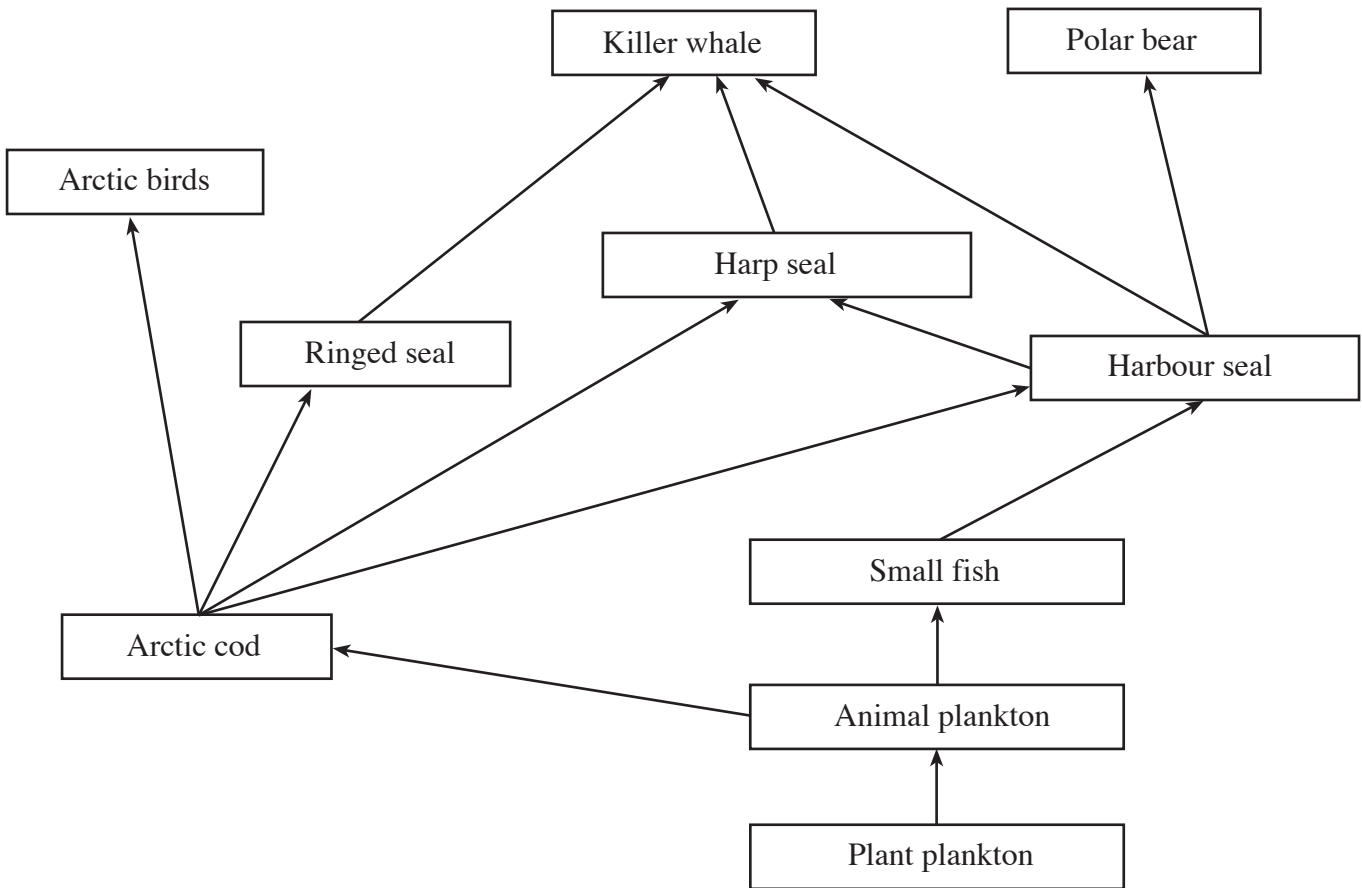 Killer whale
Polar bear
Arctic birds
Harp seal
Ringed seal
Harbour seal
Small fish
Arctic cod
Animal plankton
Plant plankton